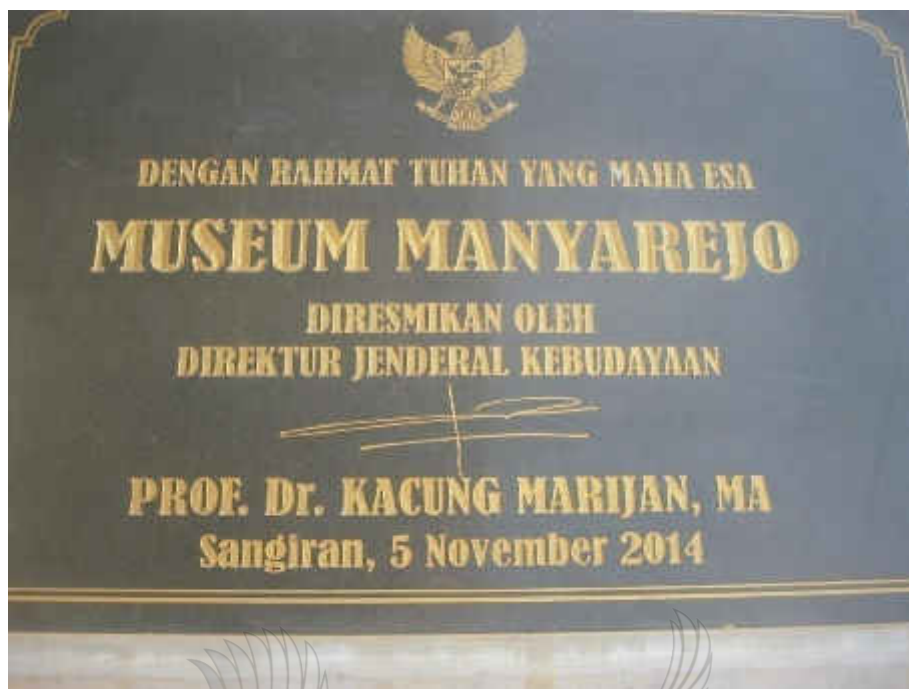 DENGAN RAHMAT TUHAN YANG MAHA ESA
MUSEUM MANYAREJO
DIRESMIKAN OLEH
DIREKTUR JENDERAL KEBUDAYAAN
PROF. Dr. KACUNG MARIJAN, MA
Sangiran, 5 November 2014